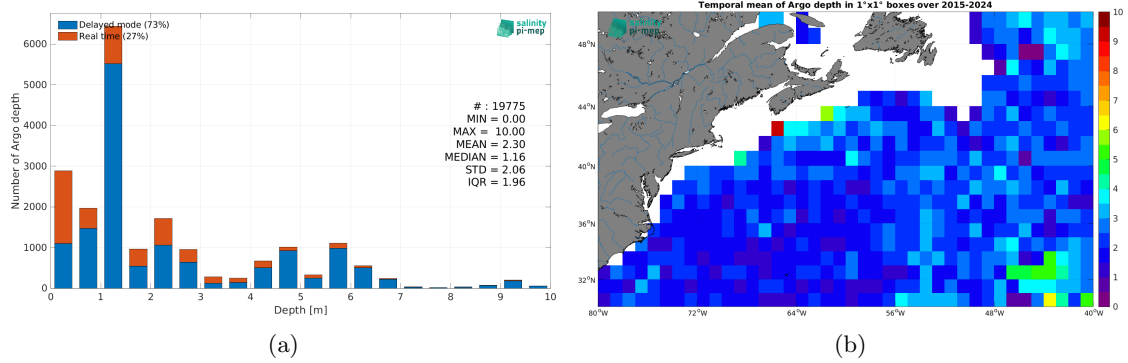 Delayed mode (73%)
Real time (27%)
salinity
pi-mep
# : 19775
MIN = 0.00
MAX = 10.00
MEAN = 2.30
MEDIAN = 1.16
STD = 2.06
IQR = 1.96
Number of Argo depth
6000
5000
4000
3000
2000
1000
0
0 1 2 3 4 5 6 7 8 9 10
Depth [m]
(a)
Temporal mean of Argo depth in 1°x1° boxes over 2015-2024
salinity
pi-mep
48°N
44°N
40°N
36°N
32°N
80°W 72°W 64°W 56°W 48°W 40°W
10
9
8
7
6
5
4
3
2
1
0
(b)